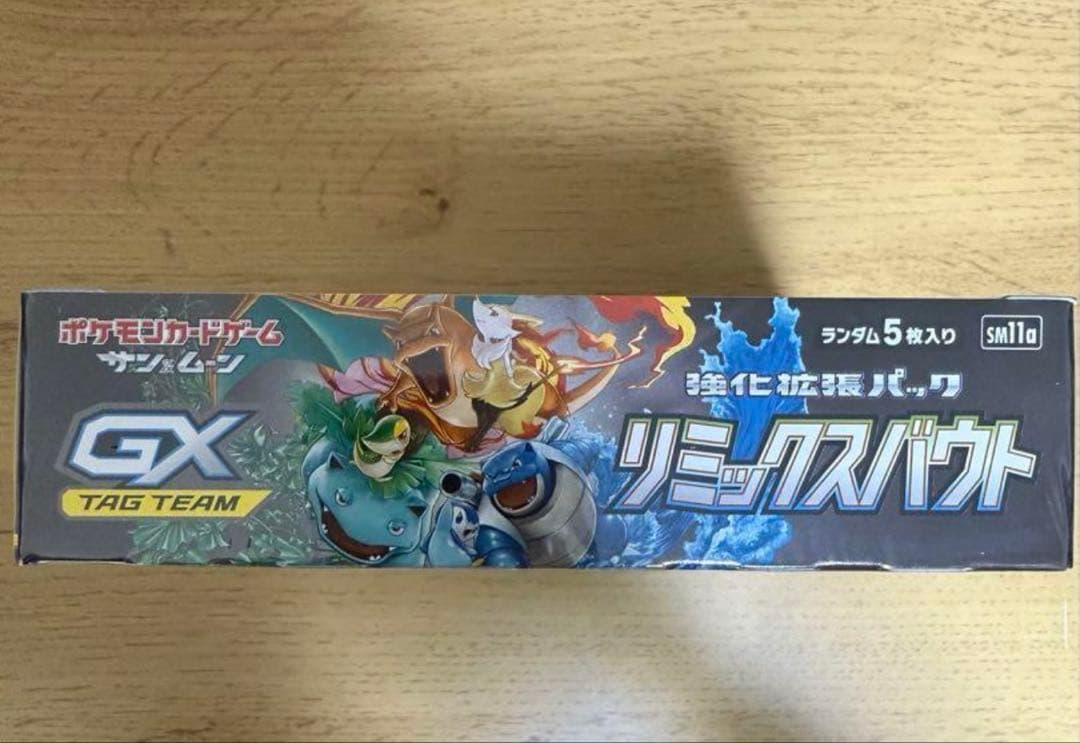 ポケモンカードゲーム
サン&ムーン
GX
TAG TEAM
ランダム5枚入り
SM11a
強化拡張パック
リミックスバウト